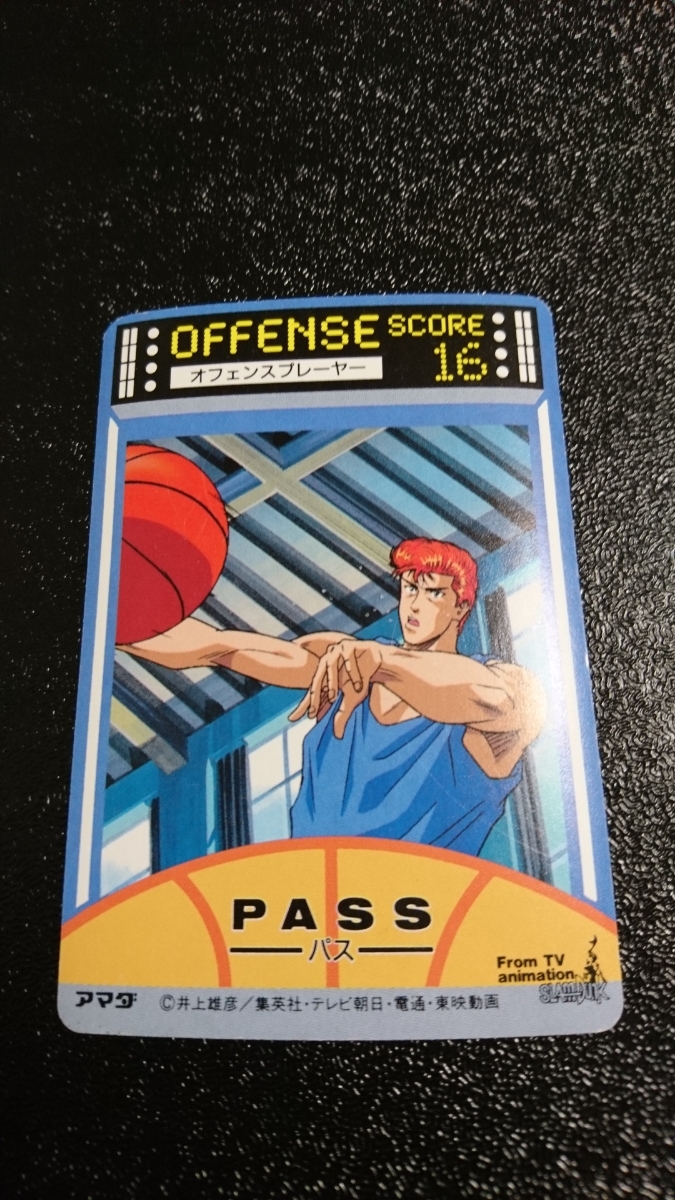 OFFENSE SCORE
オフェンスプレーヤー 16
PASS
パス
From TV
animation
SLAM DUNK
アマダ ©井上雄彦／集英社・テレビ朝日・電通・東映動画